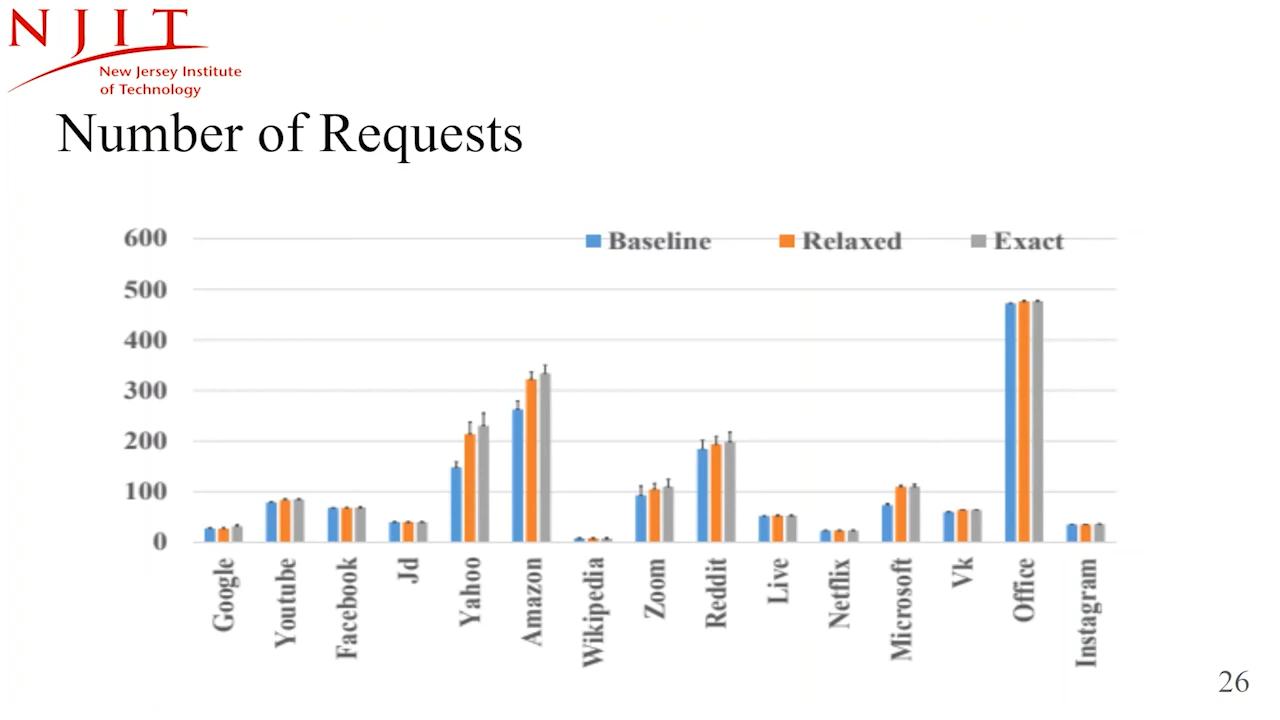 NJIT
New Jersey Institute
of Technology
Number of Requests
Baseline Relaxed Exact
600
500
400
300
200
100
0
Google Youtube Facebook Jd Yahoo Amazon Wikipedia Zoom Reddit Live Netflix Microsoft Vk Office Instagram
26